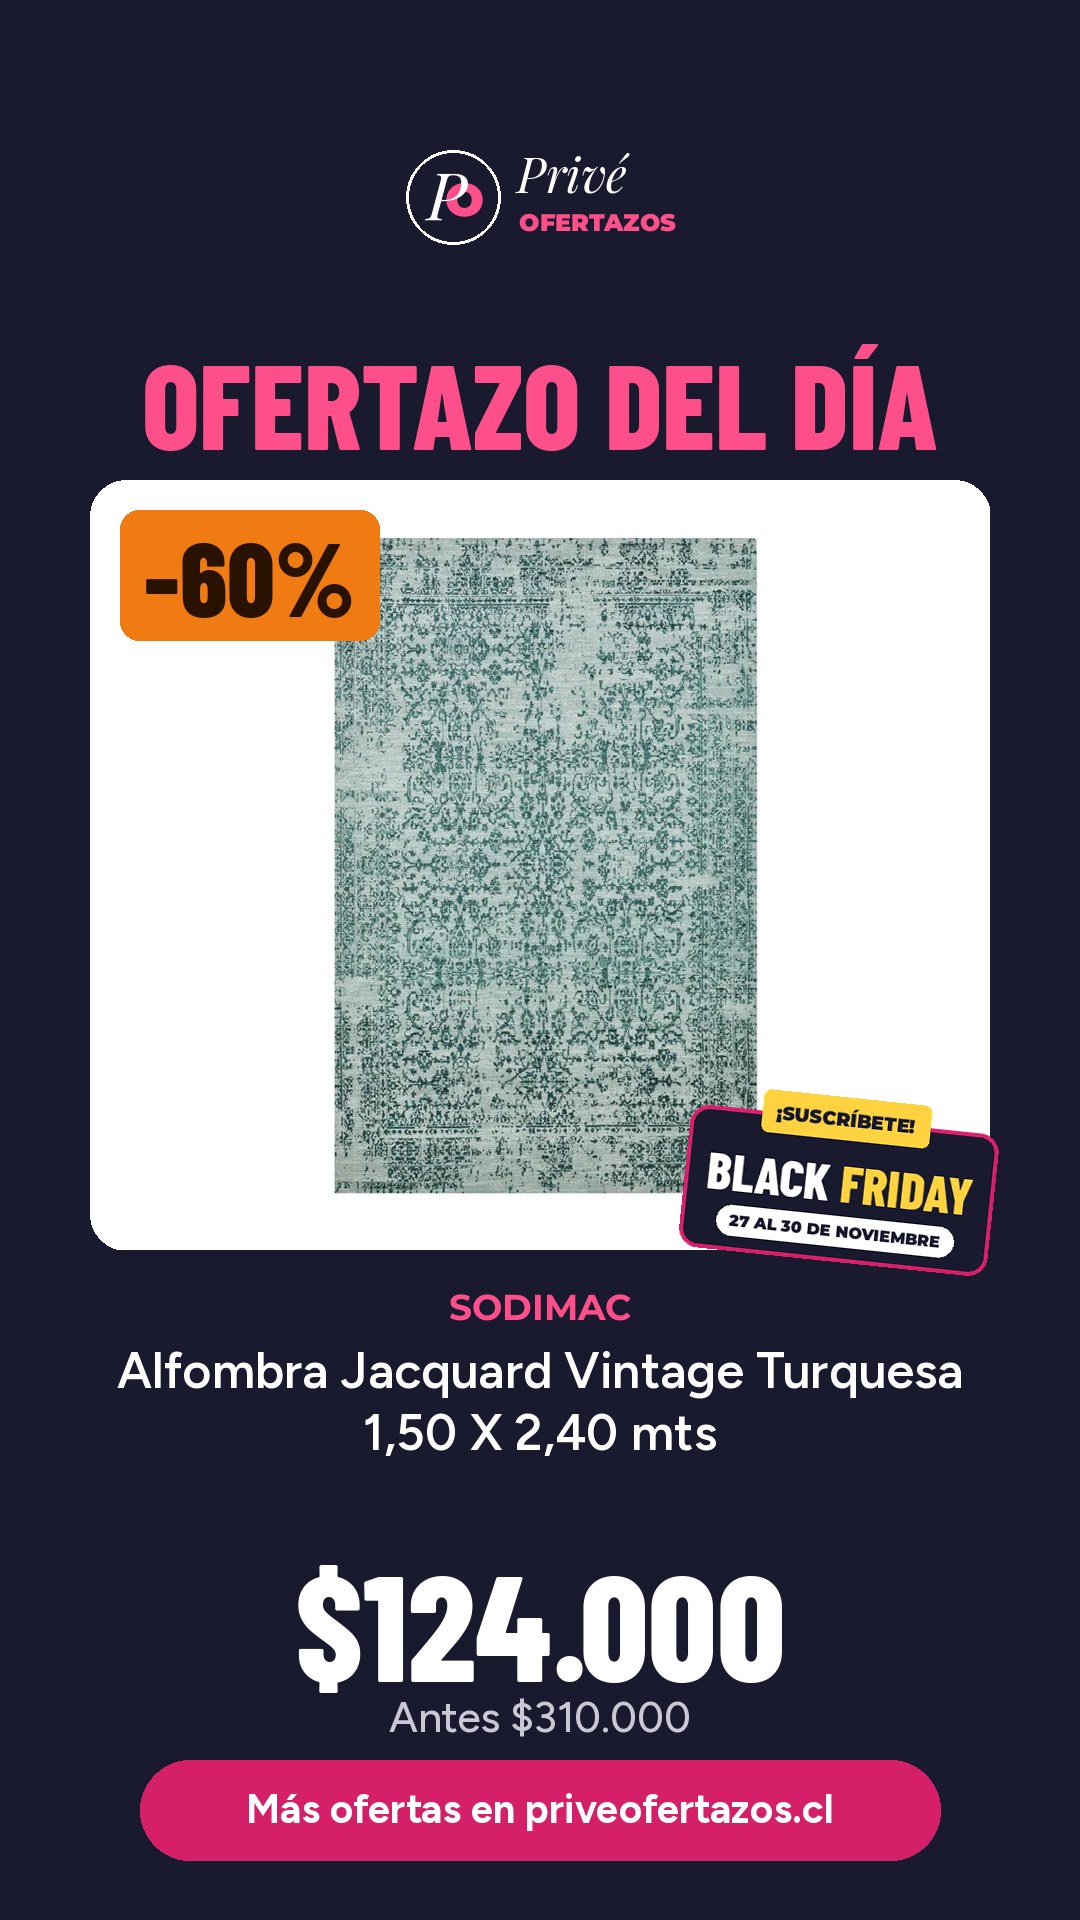 PO
Privé
OFERTAZOS
OFERTAZO DEL DÍA
-60%
¡SUSCRÍBETE!
BLACK FRIDAY
27 AL 30 DE NOVIEMBRE
SODIMAC
Alfombra Jacquard Vintage Turquesa
1,50 X 2,40 mts
$124.000
Antes $310.000
Más ofertas en priveofertazos.cl